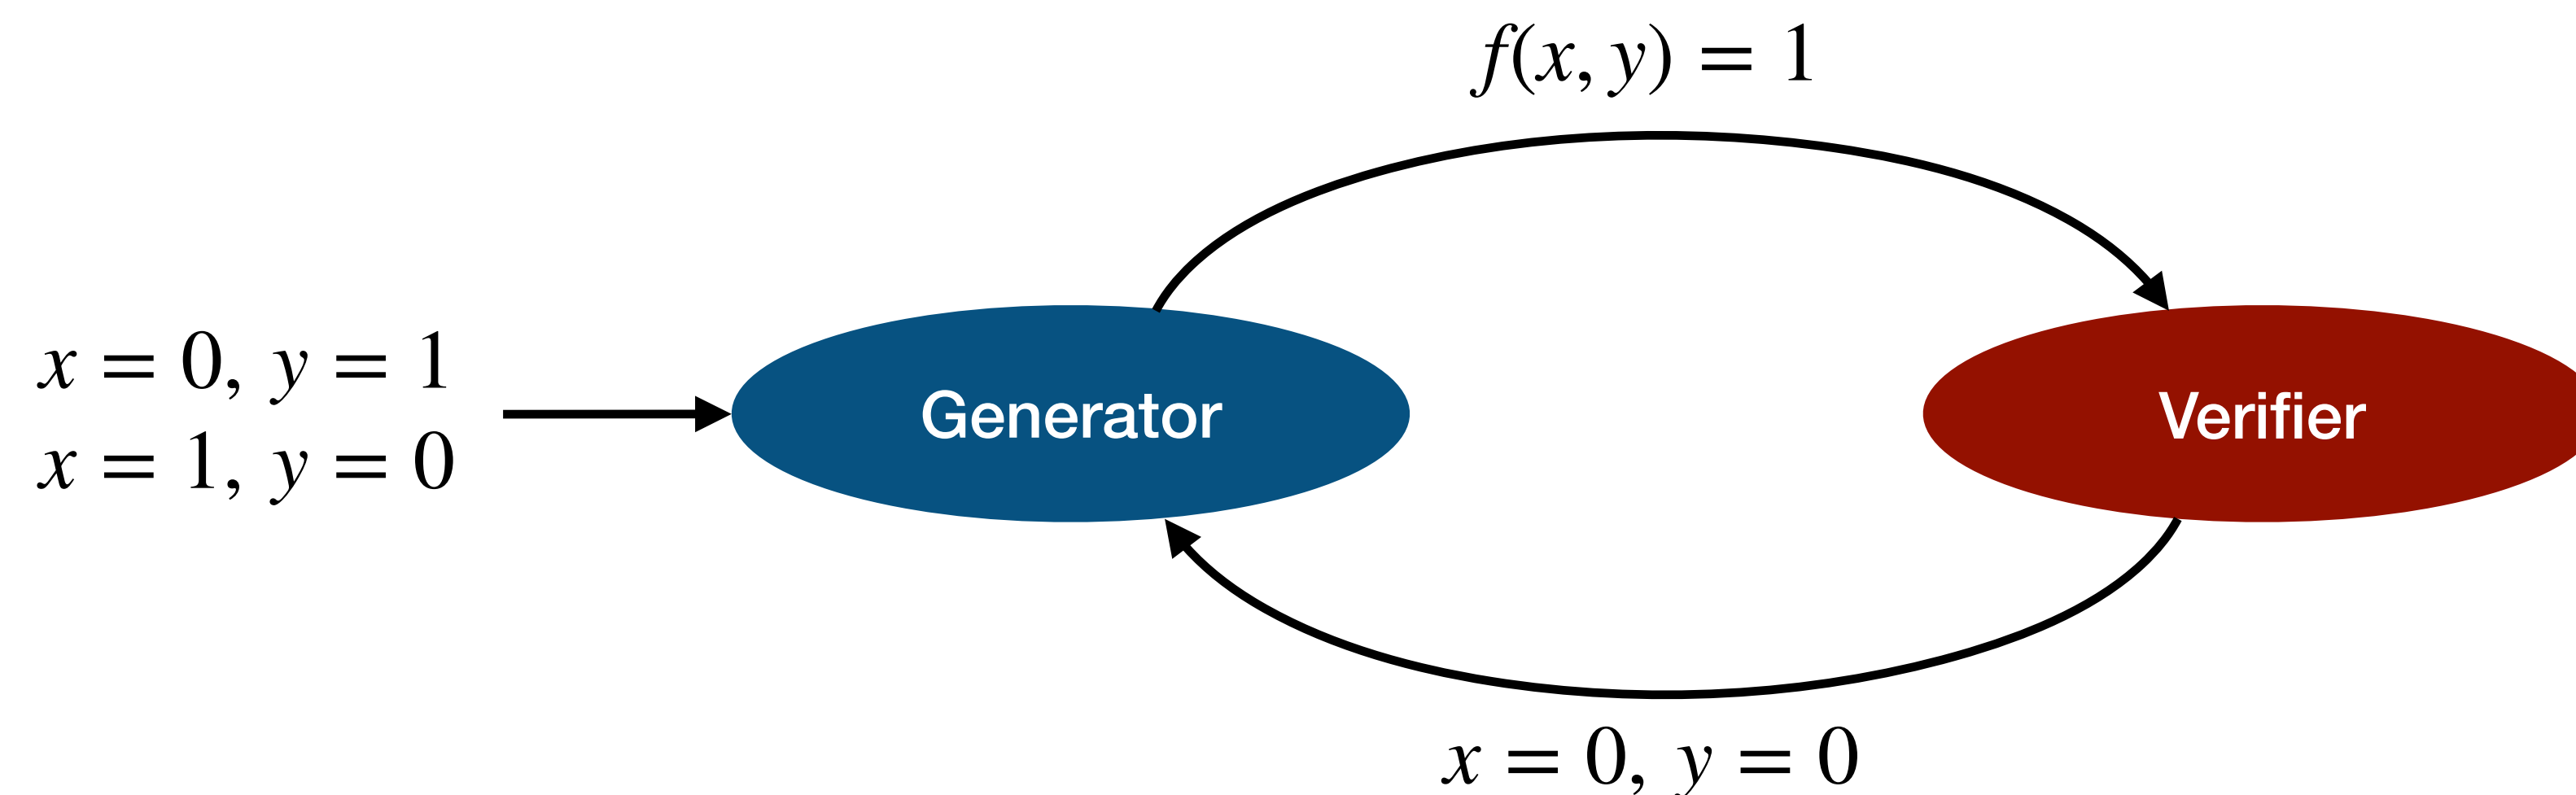 f(x, y) = 1
x = 0, y = 1
x = 1, y = 0
Generator
Verifier
x = 0, y = 0